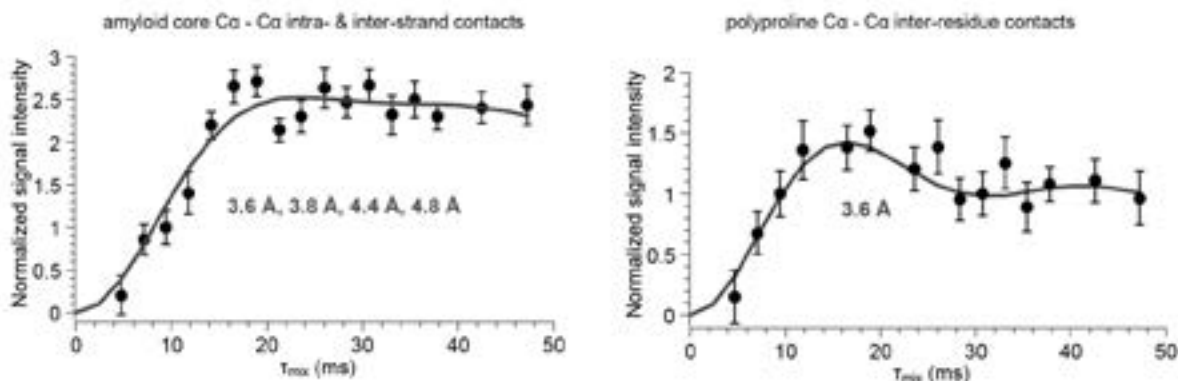 amyloid core Cα - Cα intra- & inter-strand contacts
Normalized signal intensity
3
2.5
2
1.5
1
0.5
0
3.6 Å, 3.8 Å, 4.4 Å, 4.8 Å
0 10 20 30 40 50
τmix (ms)
polyproline Cα - Cα inter-residue contacts
Normalized signal intensity
2
1.5
1
0.5
0
3.6 Å
0 10 20 30 40 50
τmix (ms)